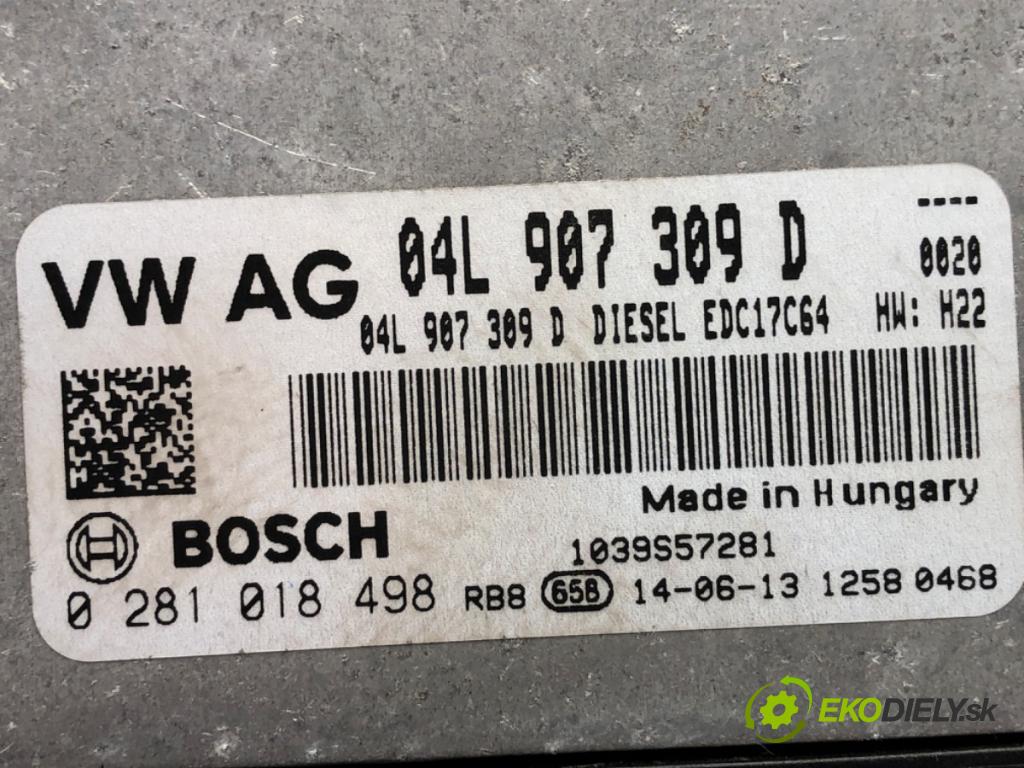 ----
VW AG 04L 907 309 D 0020
04L 907 309 D DIESEL EDC17C64 HW: H22
Made in Hungary
BOSCH 1039S57281
0 281 018 498 RB8 65B 14-06-13 1258 0468
EKODIELY.sk